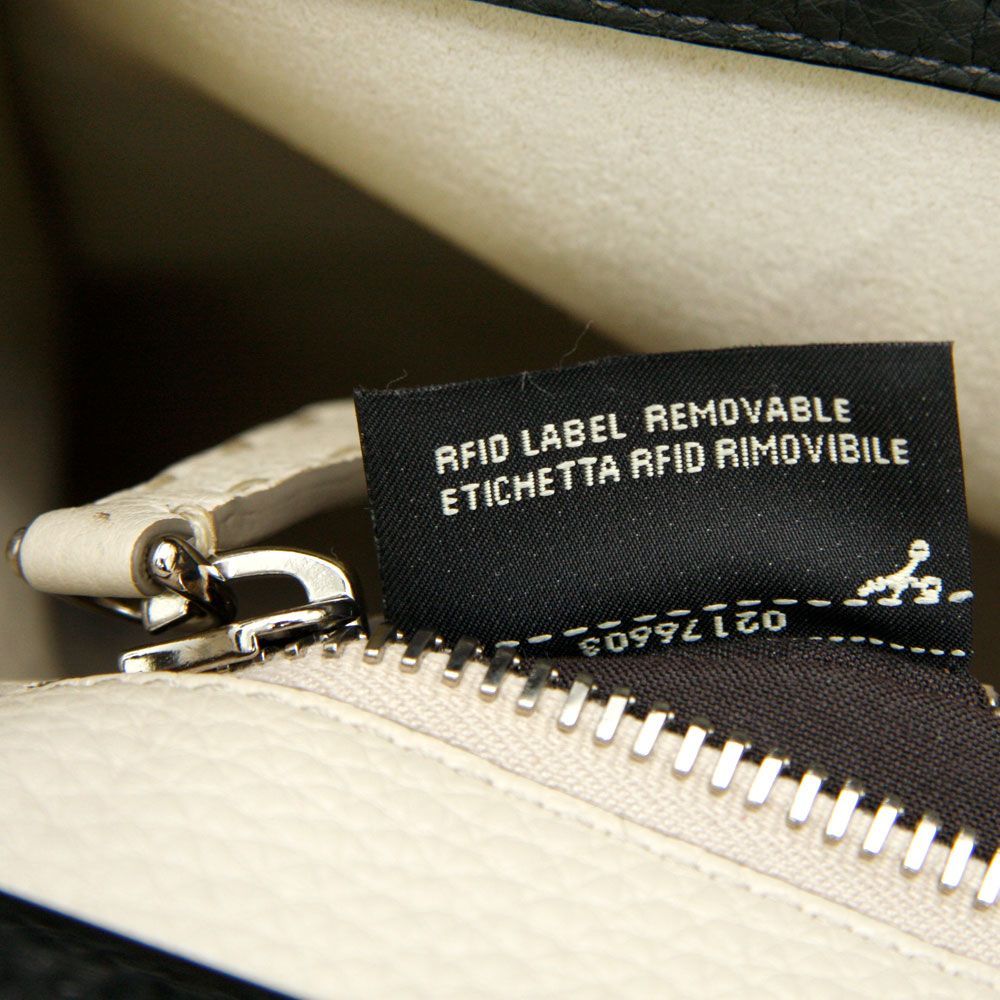 RFID LABEL REMOVABLE
ETICHETTA RFID RIMOVIBILE
02176603